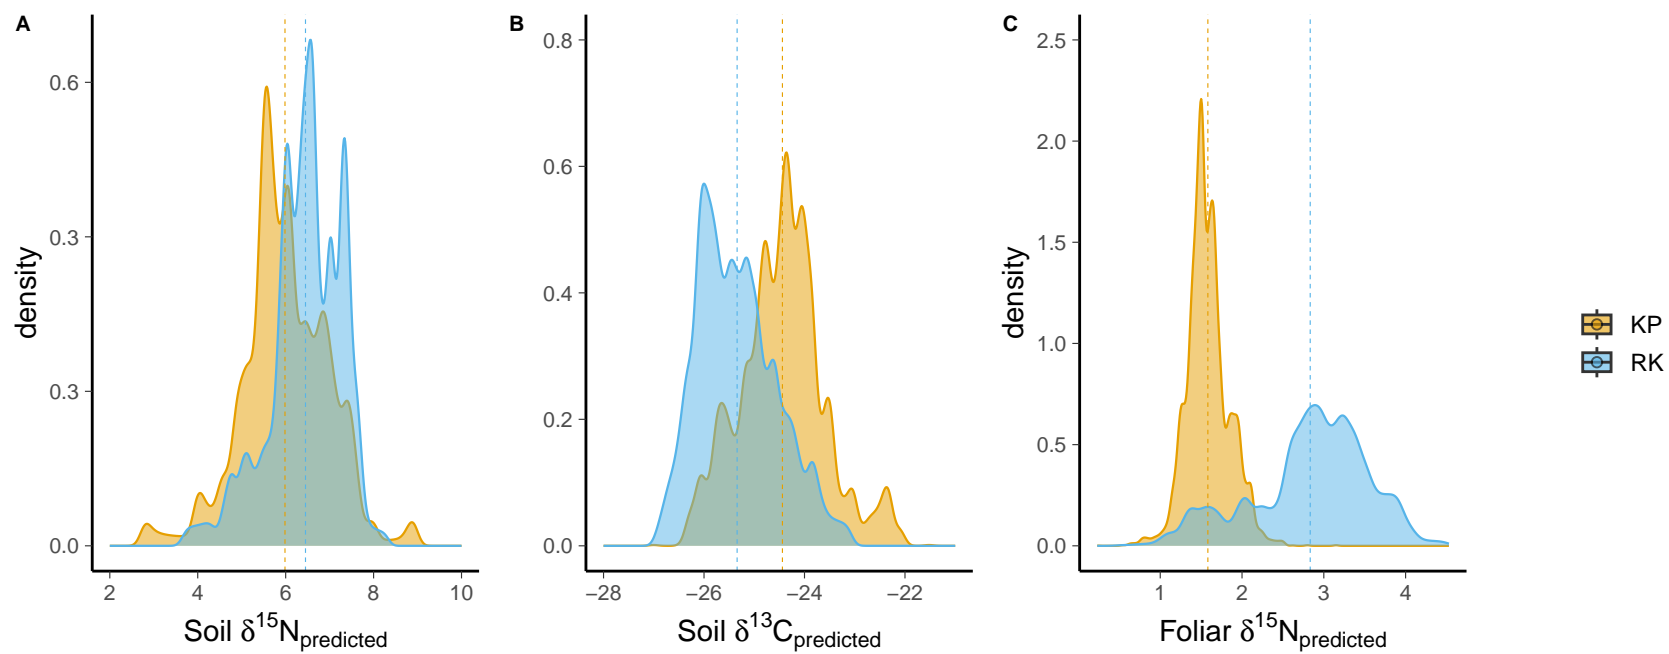 A
density
0.6
0.3
0.3
0.0
2 4 6 8 10
Soil δ15Npredicted
B
0.8
0.6
0.4
0.2
0.0
−28 −26 −24 −22
Soil δ13Cpredicted
C
density
2.5
2.0
1.5
1.0
0.5
0.0
1 2 3 4
Foliar δ15Npredicted
KP
RK